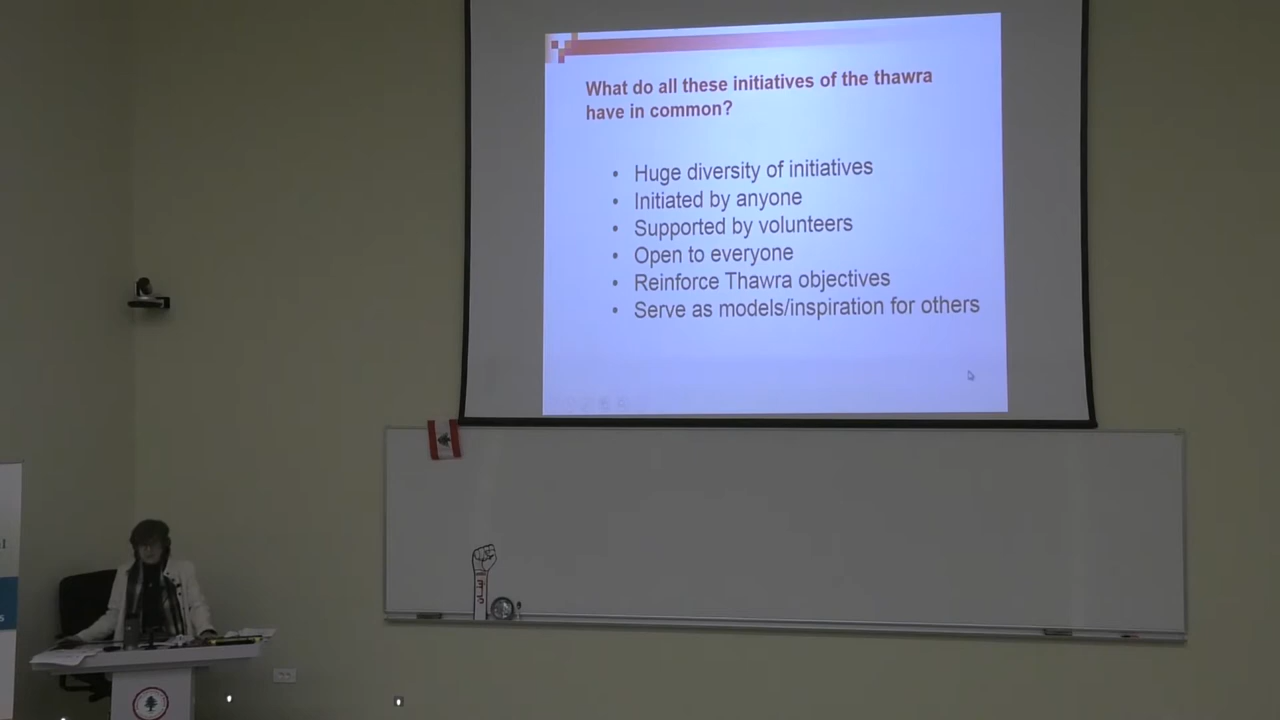 What do all these initiatives of the thawra
have in common?
• Huge diversity of initiatives
• Initiated by anyone
• Supported by volunteers
• Open to everyone
• Reinforce Thawra objectives
• Serve as models/inspiration for others